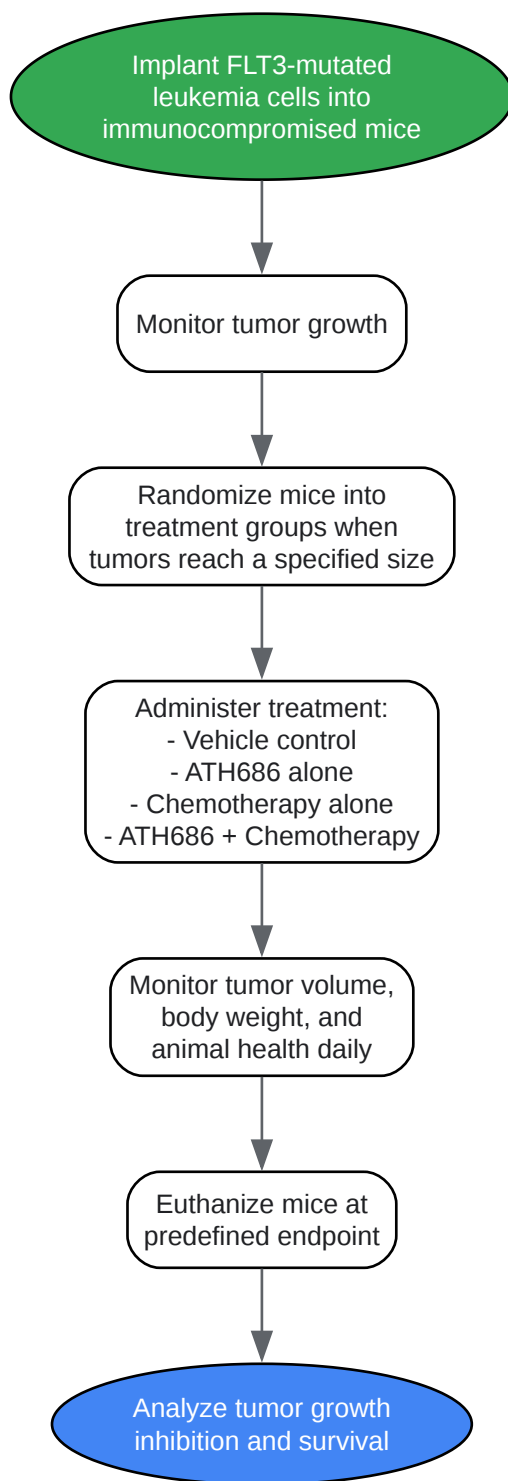 Implant FLT3-mutated
leukemia cells into
immunocompromised mice
Monitor tumor growth
Randomize mice into
treatment groups when
tumors reach a specified size
Administer treatment:
- Vehicle control
- ATH686 alone
- Chemotherapy alone
- ATH686 + Chemotherapy
Monitor tumor volume,
body weight, and
animal health daily
Euthanize mice at
predefined endpoint
Analyze tumor growth
inhibition and survival